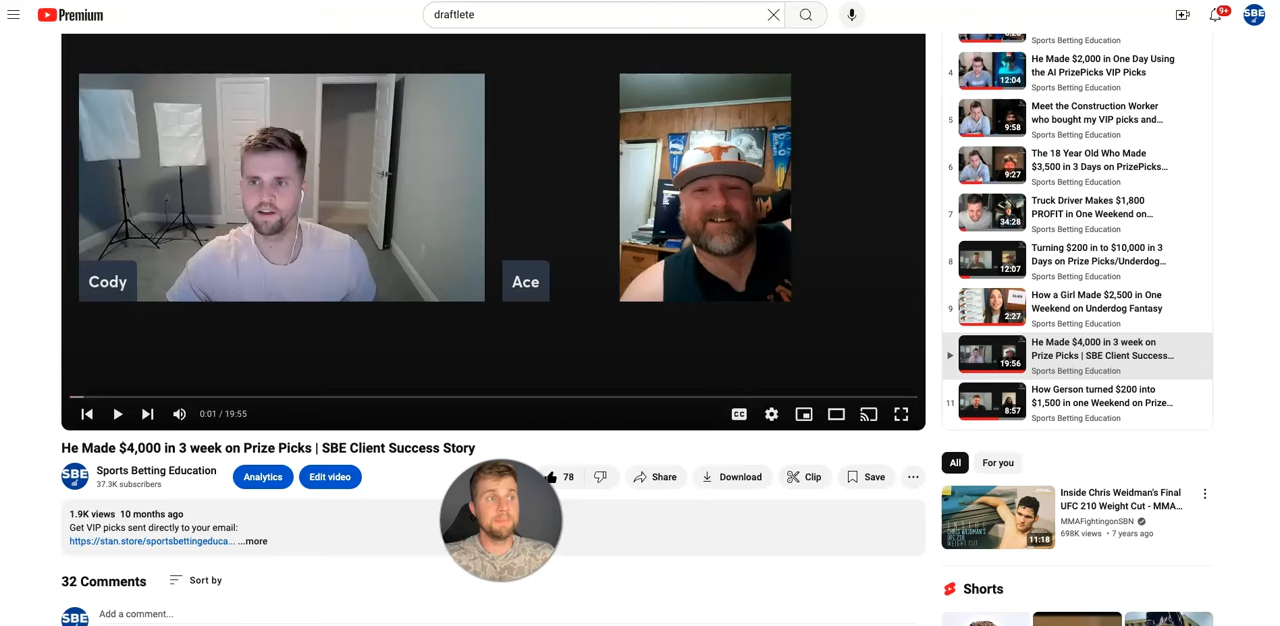 Premium
draftlete
9+
SBE
Cody
Ace
0:01 / 19:55
CC
He Made $4,000 in 3 week on Prize Picks | SBE Client Success Story
SBE
Sports Betting Education
37.3K subscribers
Analytics
Edit video
78
Share
Download
Clip
Save
1.9K views 10 months ago
Get VIP picks sent directly to your email:
https://stan.store/sportsbettingeduca... ...more
32 Comments
Sort by
SBE
Add a comment...
Sports Betting Education
4
12:04
He Made $2,000 in One Day Using
the AI PrizePicks VIP Picks
Sports Betting Education
5
9:58
Meet the Construction Worker
who bought my VIP picks and...
Sports Betting Education
6
9:27
The 18 Year Old Who Made
$3,500 in 3 Days on PrizePicks...
Sports Betting Education
7
34:28
Truck Driver Makes $1,800
PROFIT in One Weekend on...
Sports Betting Education
8
12:07
Turning $200 in to $10,000 in 3
Days on Prize Picks/Underdog...
Sports Betting Education
9
2:27
How a Girl Made $2,500 in One
Weekend on Underdog Fantasy
Sports Betting Education
19:56
He Made $4,000 in 3 week on
Prize Picks | SBE Client Success...
Sports Betting Education
11
8:57
How Gerson turned $200 into
$1,500 in one Weekend on Prize...
Sports Betting Education
All
For you
11:18
Inside Chris Weidman's Final
UFC 210 Weight Cut - MMA...
MMAFightingonSBN
698K views • 7 years ago
Shorts